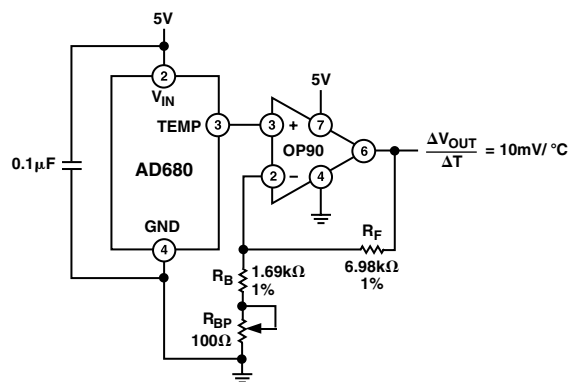 5V
2
V_IN
TEMP 3
3 +
5V
7
OP90
6
ΔV_OUT
ΔT
= 10mV/ °C
2 –
4
0.1μF
AD680
GND
4
R_F
6.98kΩ
1%
R_B
1.69kΩ
1%
R_BP
100Ω